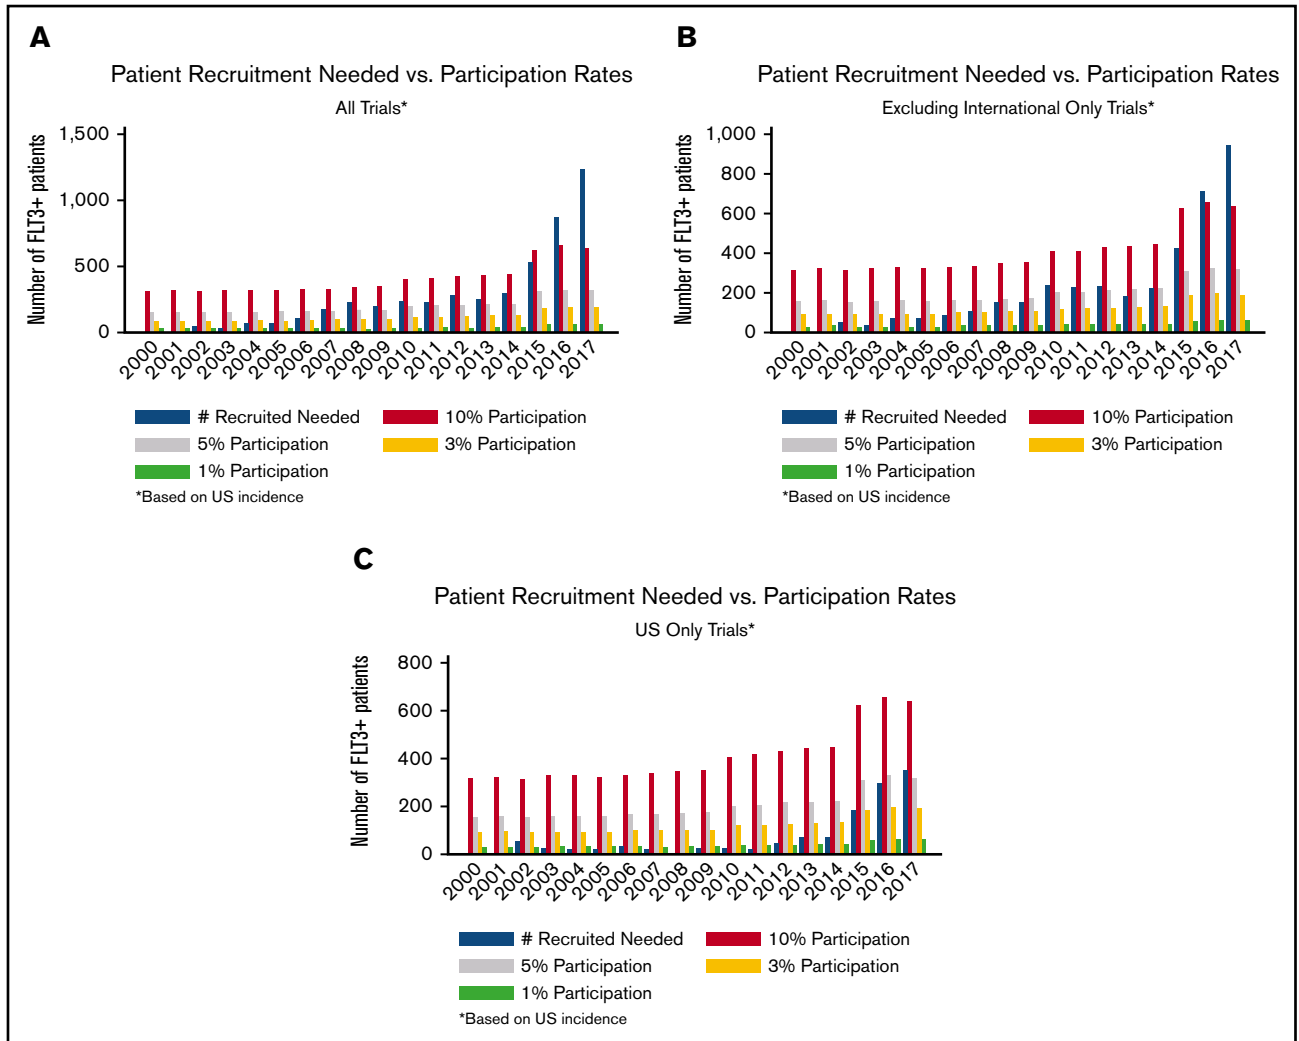 A
Patient Recruitment Needed vs. Participation Rates
All Trials*
Number of FLT3+ patients
1,500
1,000
500
0
2000
2001
2002
2003
2004
2005
2006
2007
2008
2009
2010
2011
2012
2013
2014
2015
2016
2017
# Recruited Needed
10% Participation
5% Participation
3% Participation
1% Participation
*Based on US incidence
B
Patient Recruitment Needed vs. Participation Rates
Excluding International Only Trials*
Number of FLT3+ patients
1,000
800
600
400
200
0
2000
2001
2002
2003
2004
2005
2006
2007
2008
2009
2010
2011
2012
2013
2014
2015
2016
2017
# Recruited Needed
10% Participation
5% Participation
3% Participation
1% Participation
*Based on US incidence
C
Patient Recruitment Needed vs. Participation Rates
US Only Trials*
Number of FLT3+ patients
800
600
400
200
0
2000
2001
2002
2003
2004
2005
2006
2007
2008
2009
2010
2011
2012
2013
2014
2015
2016
2017
# Recruited Needed
10% Participation
5% Participation
3% Participation
1% Participation
*Based on US incidence